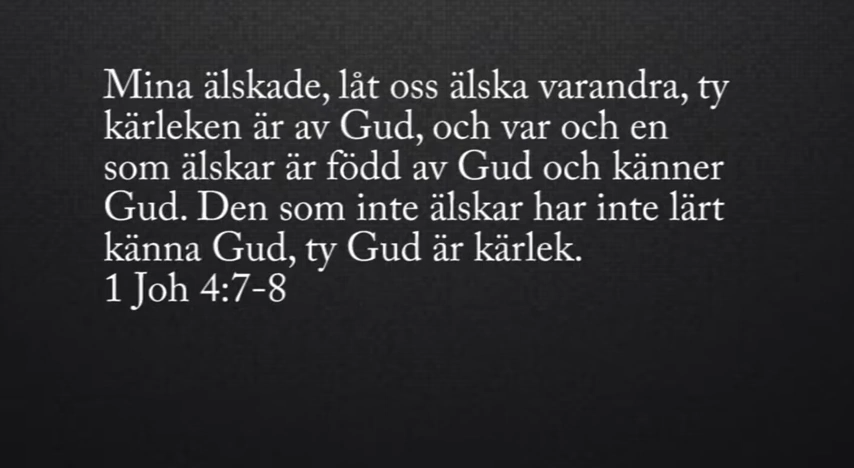 Mina älskade, låt oss älska varandra, ty
kärleken är av Gud, och var och en
som älskar är född av Gud och känner
Gud. Den som inte älskar har inte lärt
känna Gud, ty Gud är kärlek.
1 Joh 4:7-8